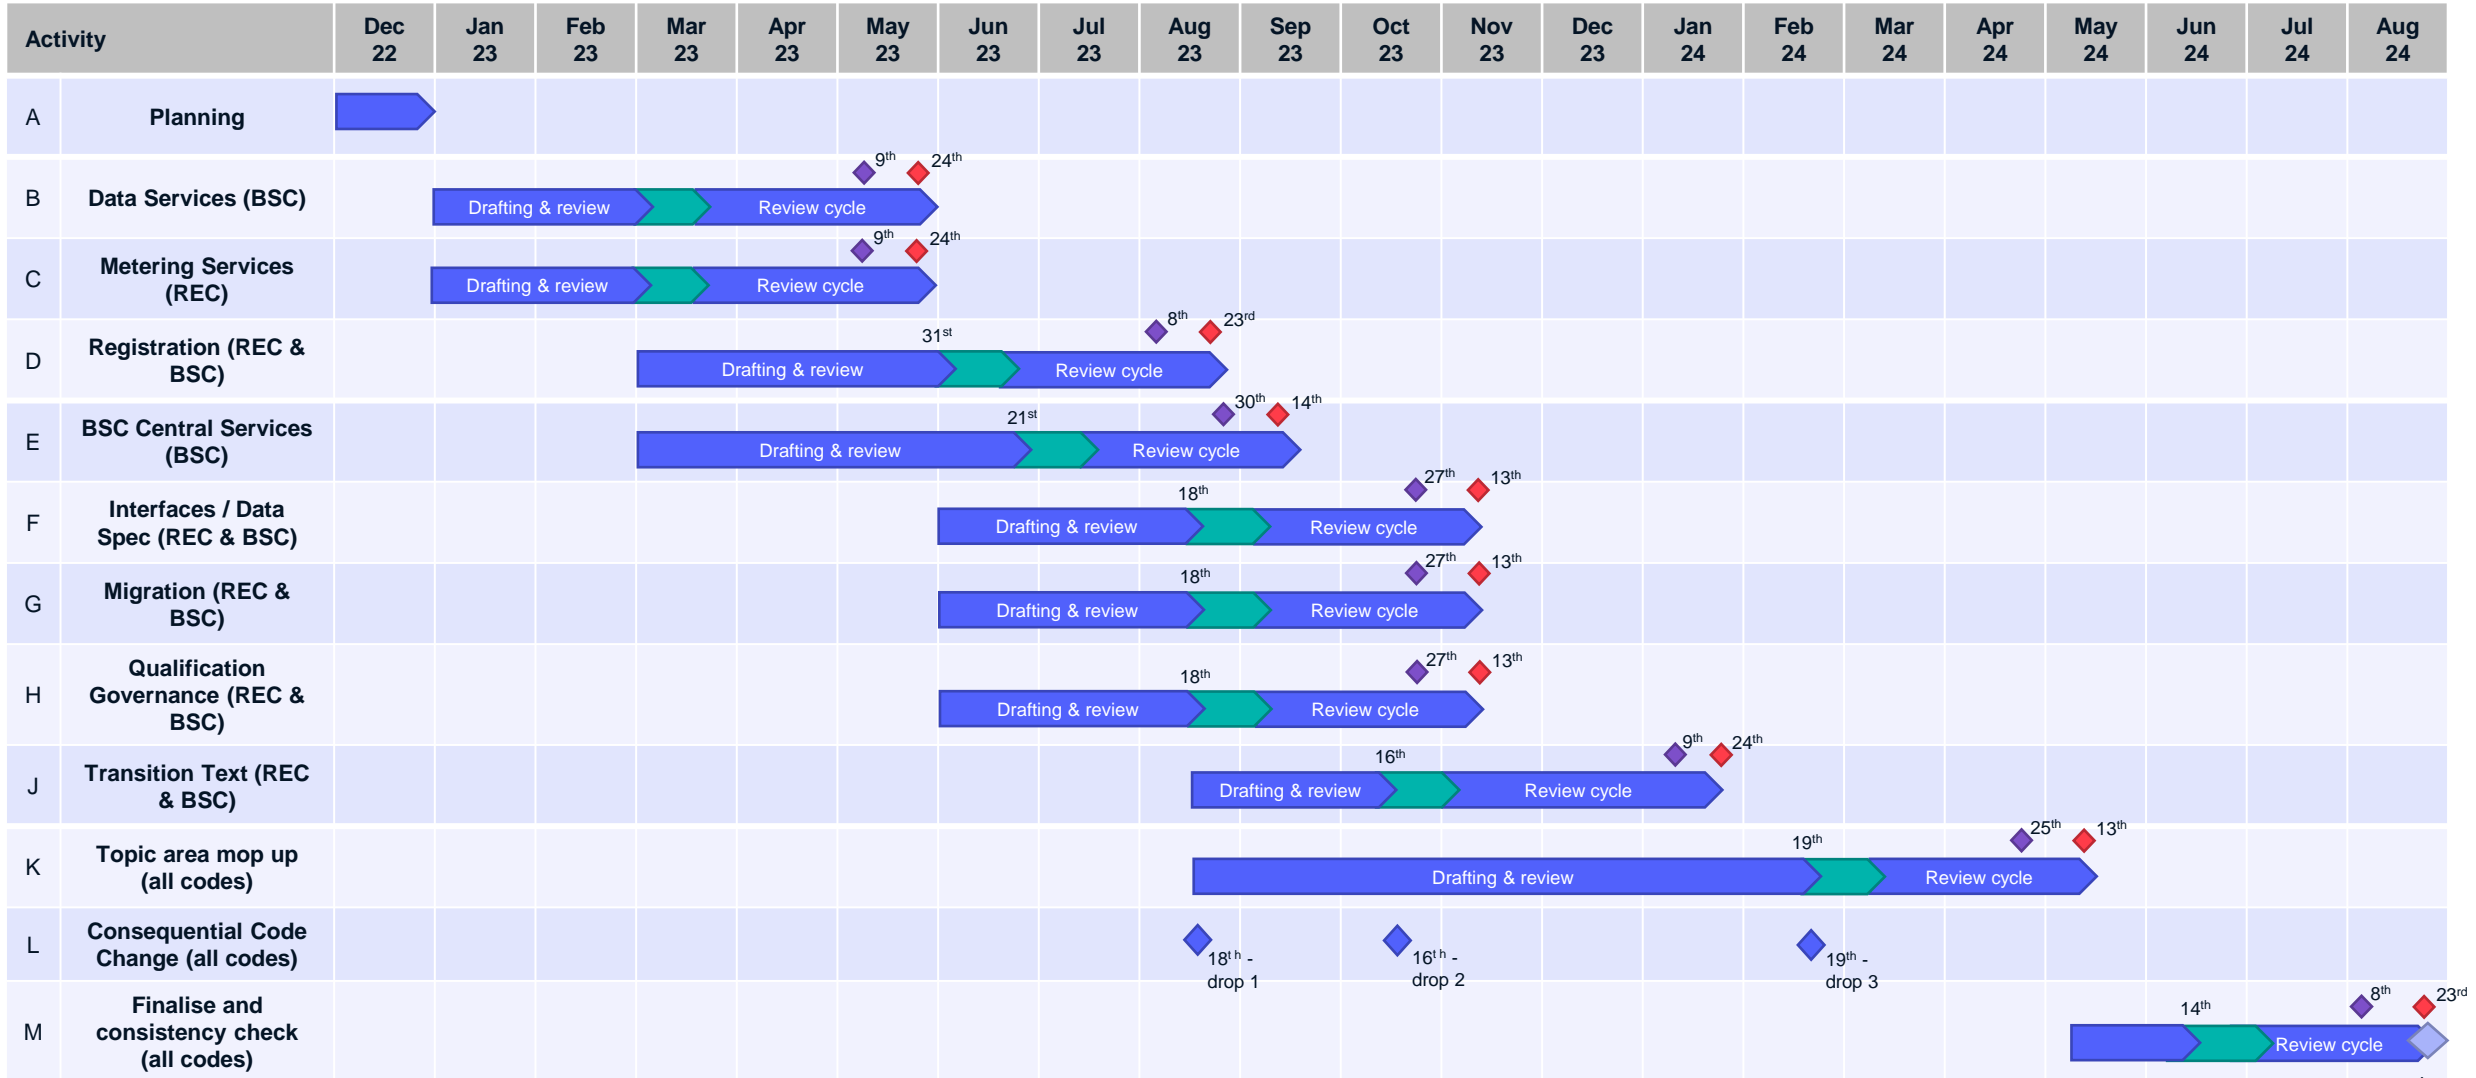 Activity
Dec 22
Jan 23
Feb 23
Mar 23
Apr 23
May 23
Jun 23
Jul 23
Aug 23
Sep 23
Oct 23
Nov 23
Dec 23
Jan 24
Feb 24
Mar 24
Apr 24
May 24
Jun 24
Jul 24
Aug 24
A
Planning
B
Data Services (BSC)
Drafting & review
Review cycle
9th
24th
C
Metering Services
(REC)
Drafting & review
Review cycle
9th
24th
D
Registration (REC &
BSC)
Drafting & review
31st
Review cycle
8th
23rd
E
BSC Central Services
(BSC)
Drafting & review
21st
Review cycle
30th
14th
F
Interfaces / Data
Spec (REC & BSC)
Drafting & review
18th
Review cycle
27th
13th
G
Migration (REC &
BSC)
Drafting & review
18th
Review cycle
27th
13th
H
Qualification
Governance (REC &
BSC)
Drafting & review
18th
Review cycle
27th
13th
J
Transition Text (REC
& BSC)
Drafting & review
16th
Review cycle
9th
24th
K
Topic area mop up
(all codes)
Drafting & review
19th
Review cycle
25th
13th
L
Consequential Code
Change (all codes)
18th -
drop 1
16th -
drop 2
19th -
drop 3
M
Finalise and
consistency check
(all codes)
14th
Review cycle
8th
23rd